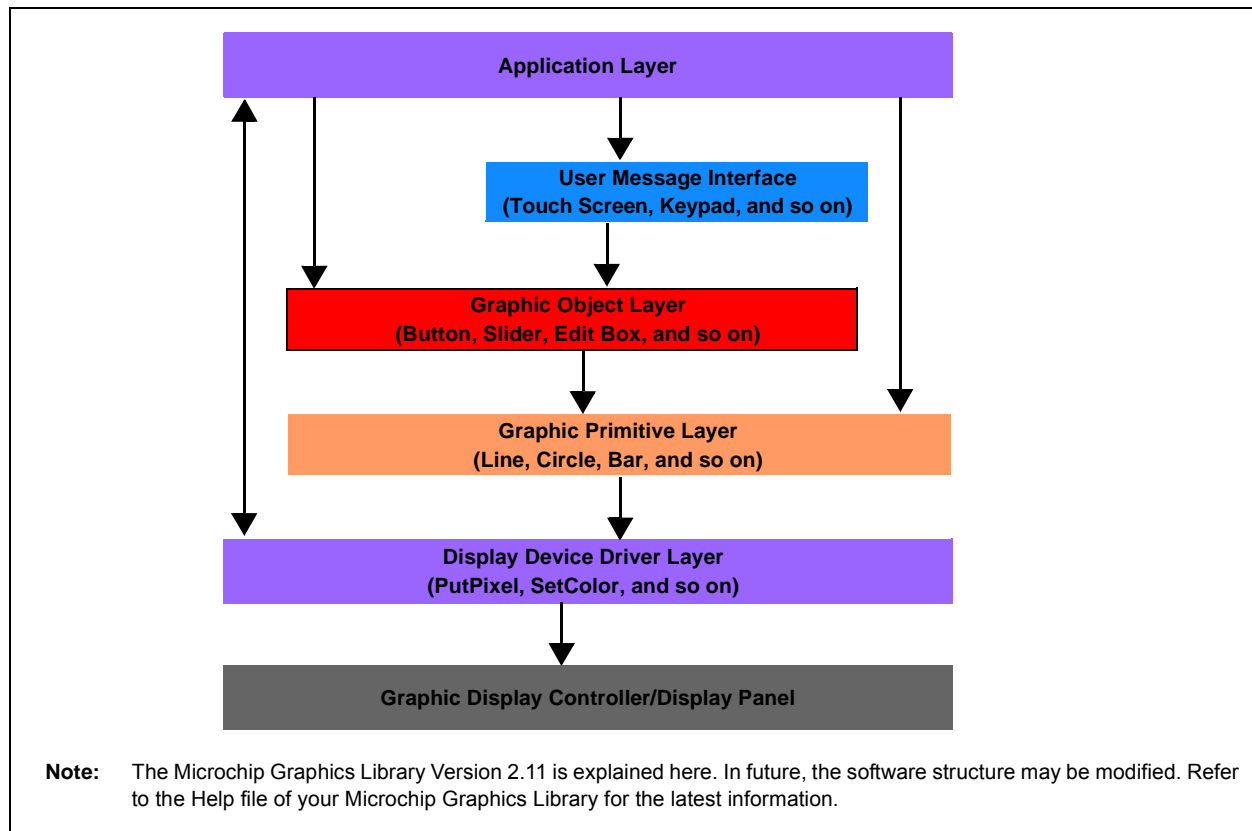 Application Layer
User Message Interface
(Touch Screen, Keypad, and so on)
Graphic Object Layer
(Button, Slider, Edit Box, and so on)
Graphic Primitive Layer
(Line, Circle, Bar, and so on)
Display Device Driver Layer
(PutPixel, SetColor, and so on)
Graphic Display Controller/Display Panel
Note: The Microchip Graphics Library Version 2.11 is explained here. In future, the software structure may be modified. Refer
to the Help file of your Microchip Graphics Library for the latest information.